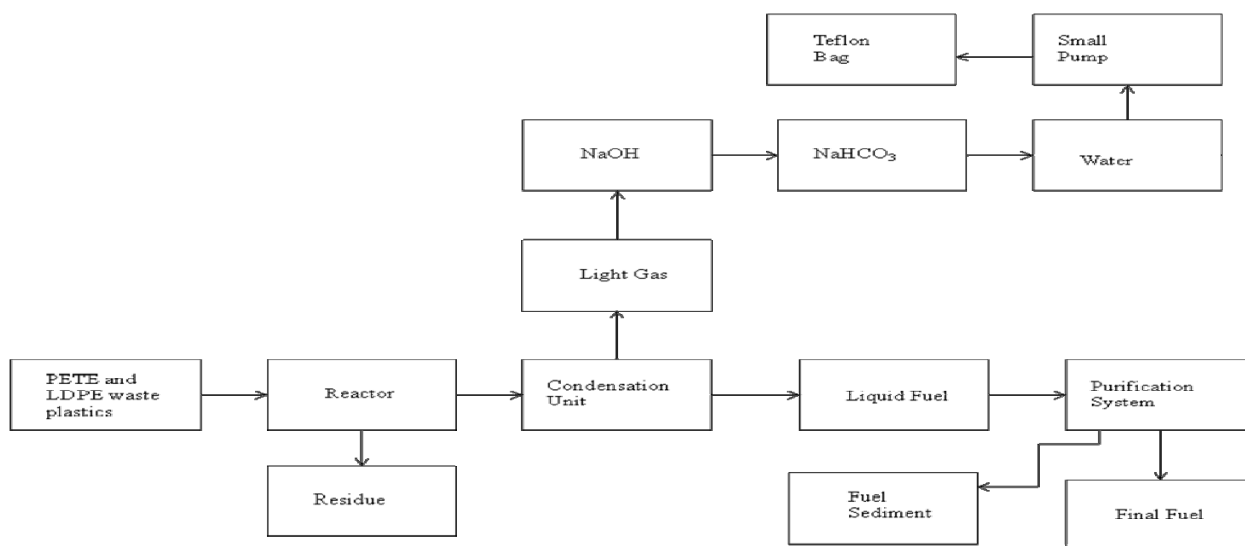 Teflon
Bag
Small
Pump
NaOH
NaHCO₃
Water
Light Gas
PETE and
LDPE waste
plastics
Reactor
Condensation
Unit
Liquid Fuel
Purification
System
Residue
Fuel
Sediment
Final Fuel